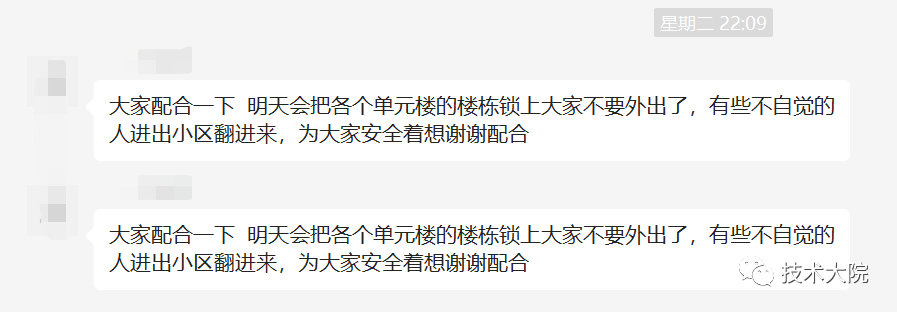 星期二 22:09
大家配合一下 明天会把各个单元楼的楼栋锁上大家不要外出了，有些不自觉的
人进出小区翻进来，为大家安全着想谢谢配合
大家配合一下 明天会把各个单元楼的楼栋锁上大家不要外出了，有些不自觉的
人进出小区翻进来，为大家安全着想谢谢配合
技术大院